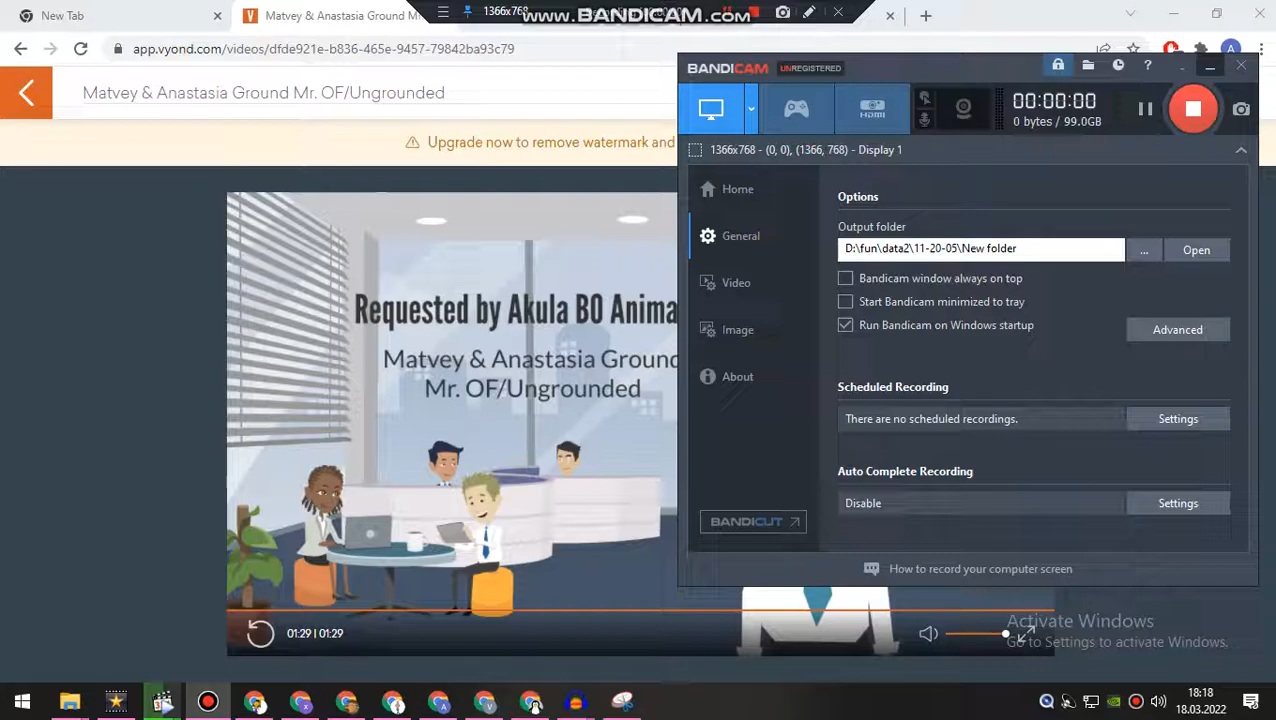 New Tab
Matvey & Anastasia Ground Mr.
1366x768
www.BANDICAM.com
app.vyond.com/videos/dfde921e-b836-465e-9457-79842ba93c79
A
Matvey & Anastasia Ground Mr. OF/Ungrounded
Upgrade now to remove watermark and
BANDICAM UNREGISTERED
HDMI
00:00:00
0 bytes / 99.0GB
1366x768 - (0, 0), (1366, 768) - Display 1
Home
General
Video
Image
About
BANDICUT
Options
Output folder
D:\fun\data2\11-20-05\New folder
...
Open
Bandicam window always on top
Start Bandicam minimized to tray
Run Bandicam on Windows startup
Advanced
Scheduled Recording
There are no scheduled recordings.
Settings
Auto Complete Recording
Disable
Settings
How to record your computer screen
Requested by Akula BO Anima
Matvey & Anastasia Ground
Mr. OF/Ungrounded
01:29 | 01:29
Activate Windows
Go to Settings to activate Windows.
18:18
18.03.2022